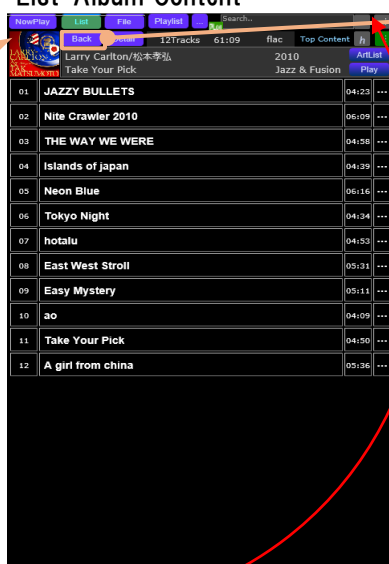 List Album Content
NowPlay List File Playlist ... Search..
Back 12Tracks 61:09 flac Top Content h
Larry Carlton/松本孝弘 2010 ArtList
Take Your Pick Jazz & Fusion Play
01 JAZZY BULLETS 04:23 ...
02 Nite Crawler 2010 06:09 ...
03 THE WAY WE WERE 04:58 ...
04 Islands of japan 04:39 ...
05 Neon Blue 06:16 ...
06 Tokyo Night 04:34 ...
07 hotalu 04:53 ...
08 East West Stroll 05:31 ...
09 Easy Mystery 05:11 ...
10 ao 04:09 ...
11 Take Your Pick 04:50 ...
12 A girl from china 05:36 ...